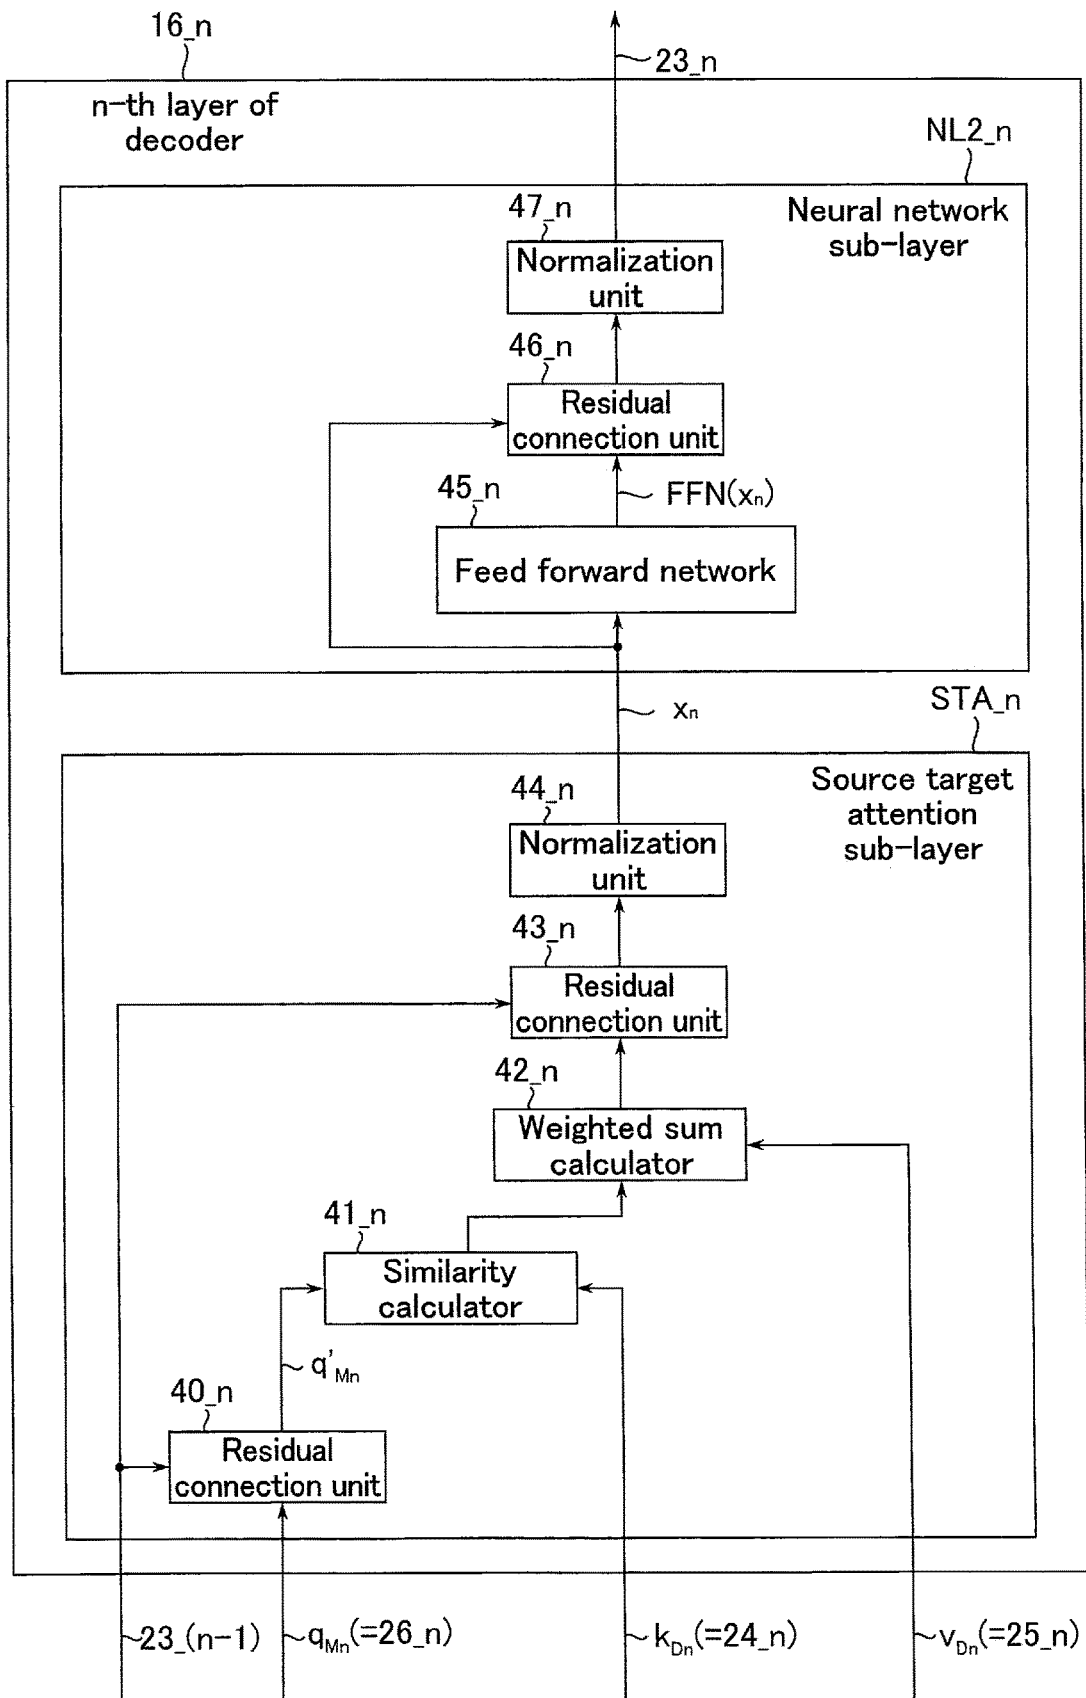 16_n
23_n
n-th layer of
decoder
NL2_n
Neural network
sub-layer
47_n
Normalization
unit
46_n
Residual
connection unit
FFN(xn)
45_n
Feed forward network
xn
STA_n
Source target
attention
sub-layer
44_n
Normalization
unit
43_n
Residual
connection unit
42_n
Weighted sum
calculator
41_n
Similarity
calculator
q'Mn
40_n
Residual
connection unit
23_(n-1)
qMn(=26_n)
kDn(=24_n)
vDn(=25_n)